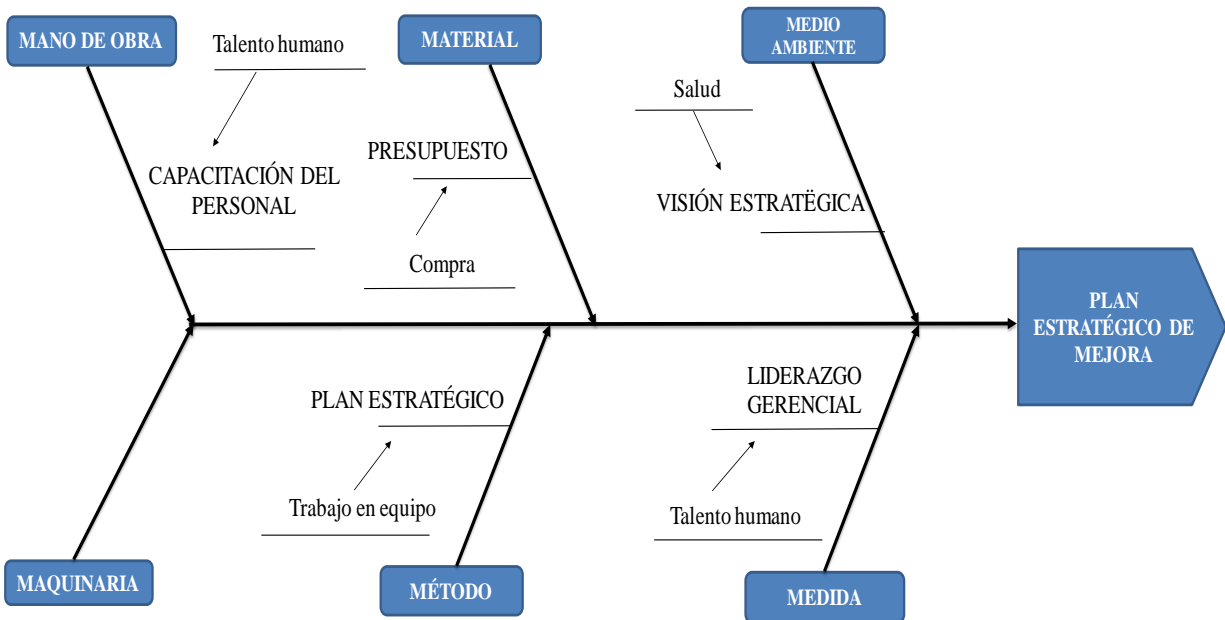 MANO DE OBRA
Talento humano
MATERIAL
MEDIO
AMBIENTE
Salud
PRESUPUESTO
CAPACITACIÓN DEL
PERSONAL
VISIÓN ESTRATËGICA
Compra
PLAN
ESTRATÉGICO DE
MEJORA
LIDERAZGO
GERENCIAL
PLAN ESTRATÉGICO
Trabajo en equipo
Talento humano
MAQUINARIA
MÉTODO
MEDIDA